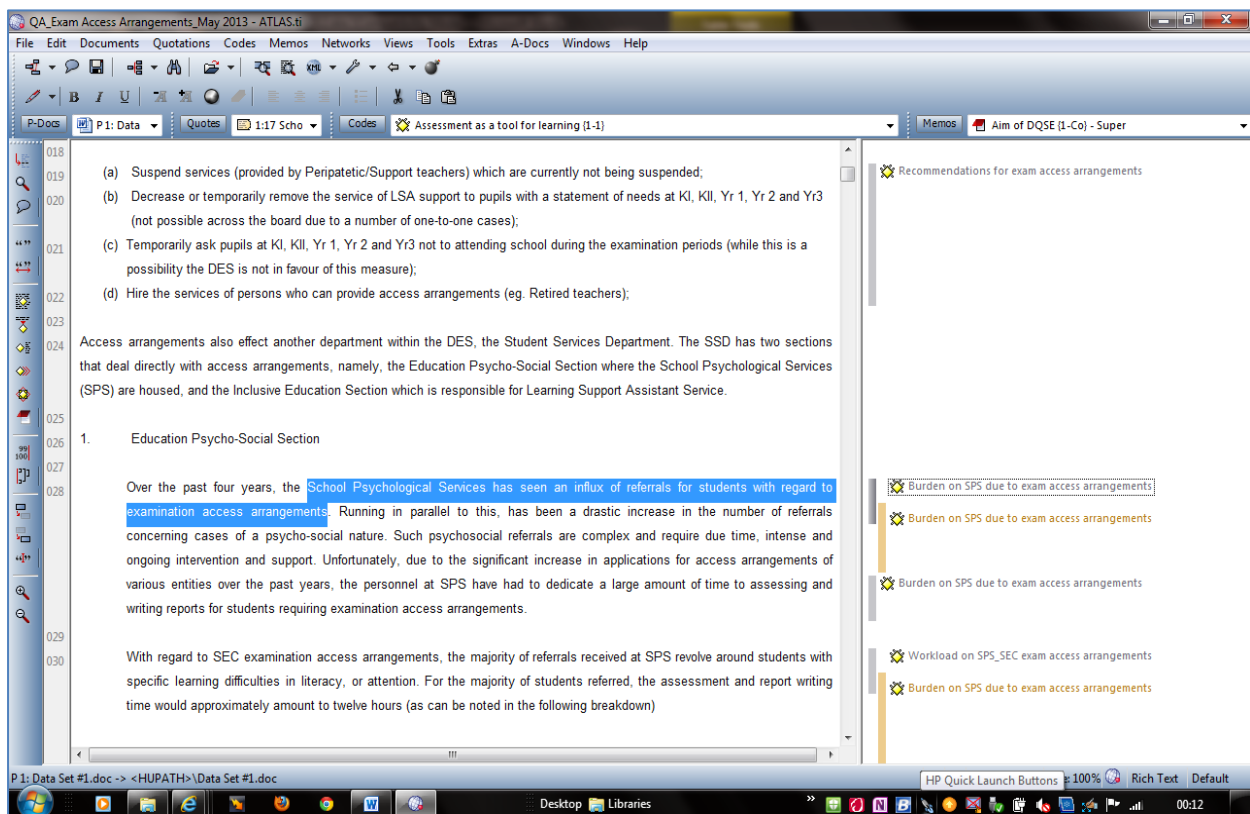 QA_Exam Access Arrangements_May 2013 - ATLAS.ti
File Edit Documents Quotations Codes Memos Networks Views Tools Extras A-Docs Windows Help
XML
B I U
P-Docs P 1: Data Quotes 1:17 Scho Codes Assessment as a tool for learning {1-1} Memos Aim of DQSE {1-Co} - Super
018
019 (a) Suspend services (provided by Peripatetic/Support teachers) which are currently not being suspended; Recommendations for exam access arrangements
020 (b) Decrease or temporarily remove the service of LSA support to pupils with a statement of needs at KI, KII, Yr 1, Yr 2 and Yr3
(not possible across the board due to a number of one-to-one cases);
021 (c) Temporarily ask pupils at KI, KII, Yr 1, Yr 2 and Yr3 not to attending school during the examination periods (while this is a
possibility the DES is not in favour of this measure);
022 (d) Hire the services of persons who can provide access arrangements (eg. Retired teachers);
023
024 Access arrangements also effect another department within the DES, the Student Services Department. The SSD has two sections
that deal directly with access arrangements, namely, the Education Psycho-Social Section where the School Psychological Services
(SPS) are housed, and the Inclusive Education Section which is responsible for Learning Support Assistant Service.
025
026 1. Education Psycho-Social Section
027
028 Over the past four years, the School Psychological Services has seen an influx of referrals for students with regard to Burden on SPS due to exam access arrangements
examination access arrangements. Running in parallel to this, has been a drastic increase in the number of referrals Burden on SPS due to exam access arrangements
concerning cases of a psycho-social nature. Such psychosocial referrals are complex and require due time, intense and
ongoing intervention and support. Unfortunately, due to the significant increase in applications for access arrangements of
various entities over the past years, the personnel at SPS have had to dedicate a large amount of time to assessing and Burden on SPS due to exam access arrangements
writing reports for students requiring examination access arrangements.
029
030 With regard to SEC examination access arrangements, the majority of referrals received at SPS revolve around students with Workload on SPS_SEC exam access arrangements
specific learning difficulties in literacy, or attention. For the majority of students referred, the assessment and report writing Burden on SPS due to exam access arrangements
time would approximately amount to twelve hours (as can be noted in the following breakdown)
P 1: Data Set #1.doc -> <HUPATH>\Data Set #1.doc HP Quick Launch Buttons 100% Rich Text Default
Desktop Libraries » 00:12